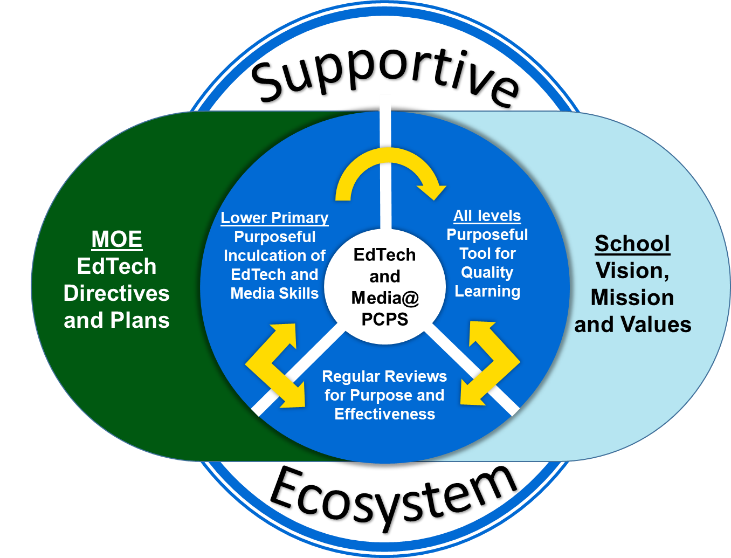 Supportive
MOE
EdTech
Directives
and Plans
Lower Primary
Purposeful
Inculcation of
EdTech and
Media Skills
EdTech
and
Media@
PCPS
All levels
Purposeful
Tool for
Quality
Learning
School
Vision,
Mission
and Values
Regular Reviews
for Purpose and
Effectiveness
Ecosystem